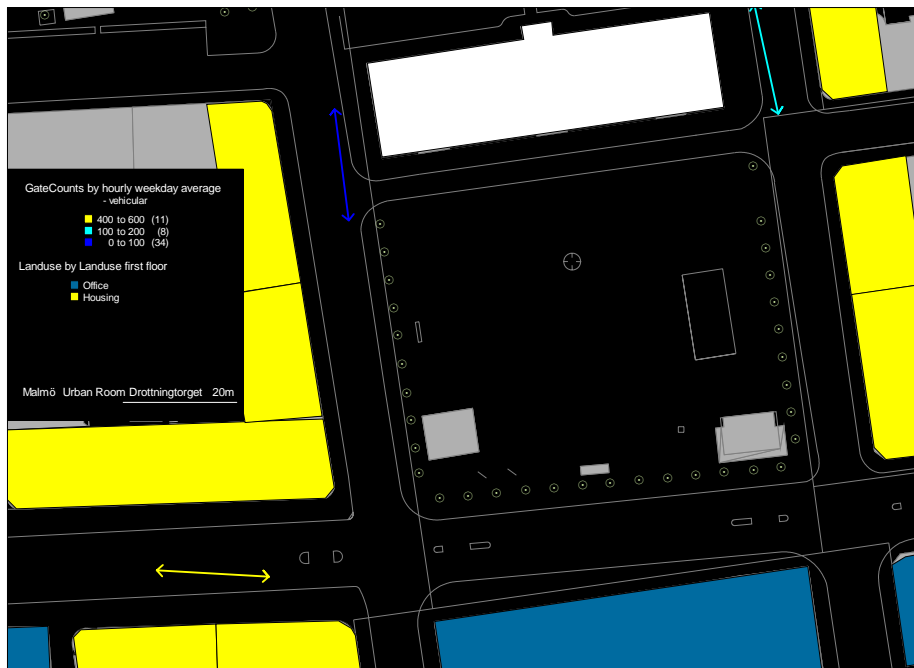 GateCounts by hourly weekday average
- vehicular
400 to 600 (11)
100 to 200 (8)
0 to 100 (34)
Landuse by Landuse first floor
Office
Housing
Malmö Urban Room Drottningtorget 20m